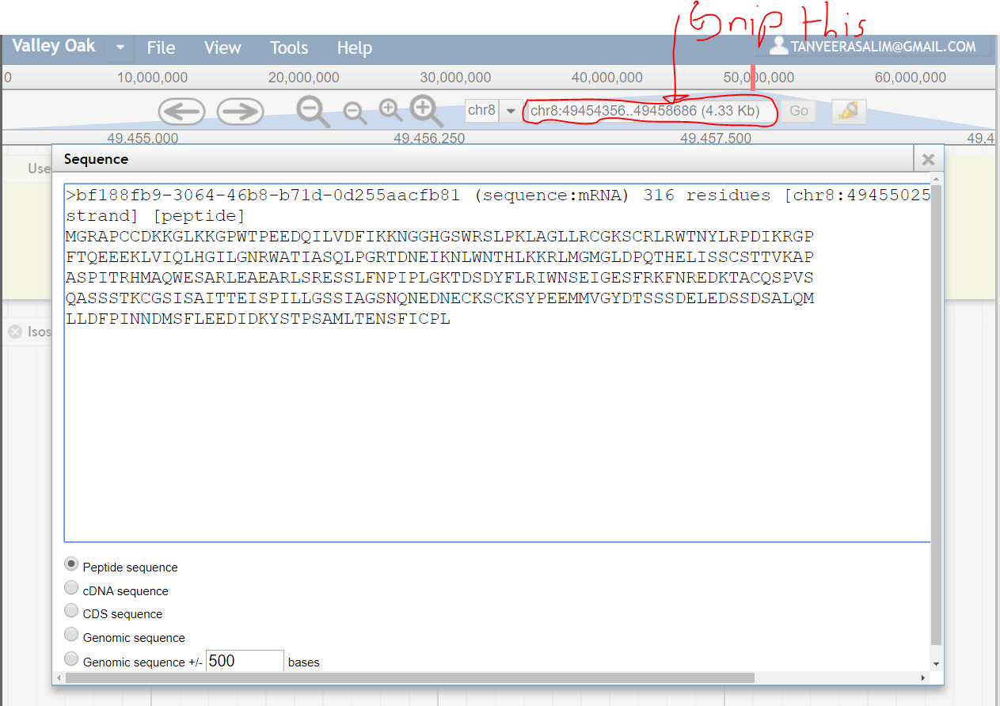 Snip this
Valley Oak File View Tools Help TANVEERASALIM@GMAIL.COM
0 10,000,000 20,000,000 30,000,000 40,000,000 50,000,000 60,000,000
chr8 chr8:49454356..49458686 (4.33 Kb) Go
49,455,000 49,456,250 49,457,500 49,4
Sequence
Use
>bf188fb9-3064-46b8-b71d-0d255aacfb81 (sequence:mRNA) 316 residues [chr8:49455025
strand] [peptide]
MGRAPCCDKKGLKKGPWTPEEDQILVDFIKKNGGHGSWRSLPKLAGLLRCGKSCRLRWTNYLRPDIKRGP
FTQEEEKLVIQLHGILGNRWATIASQLPGRTDNEIKNLWNTHLKKRLMGMGLDPQTHELISSCSTTVKAP
ASPITRHMAQWESARLEAEARLSRESSLFNPIPLGKTDSDYFLRIWNSEIGESFRKFNREDKTACQSPVS
QASSSTKCGSISAITTEISPILLGSSIAGSNQNEDNECKSCKSYPEEMMVGYDTSSSDELEDSSDSALQM
LLDFPINNDMSFLEEDIDKYSTPSAMLTENSFICPL
Isos
Peptide sequence
cDNA sequence
CDS sequence
Genomic sequence
Genomic sequence +/- 500 bases